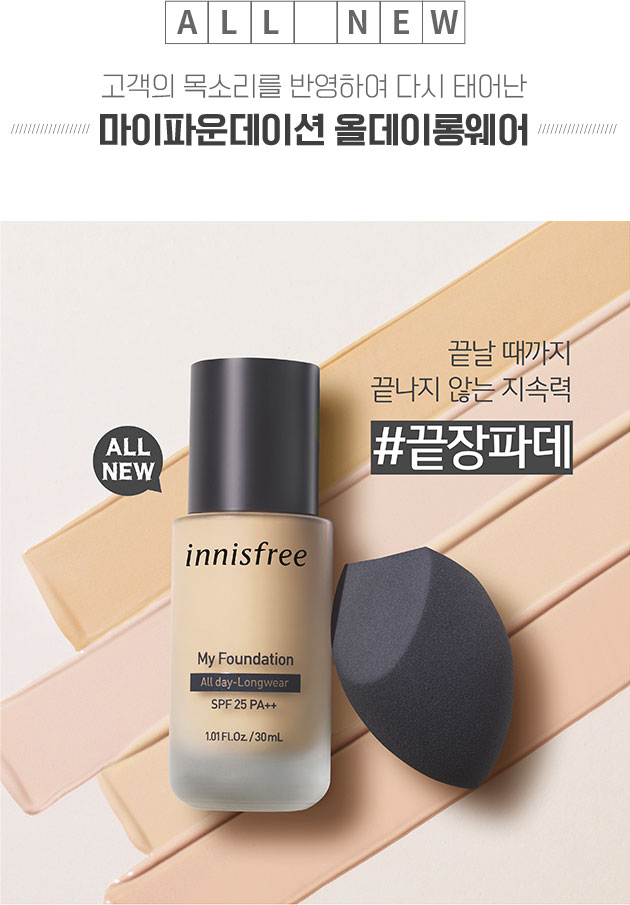 ALL NEW
고객의 목소리를 반영하여 다시 태어난
마이파운데이션 올데이롱웨어
끝날 때까지
끝나지 않는 지속력
#끝장파데
ALL
NEW
innisfree
My Foundation
All day-Longwear
SPF 25 PA++
1.01 Fl.Oz. / 30 mL